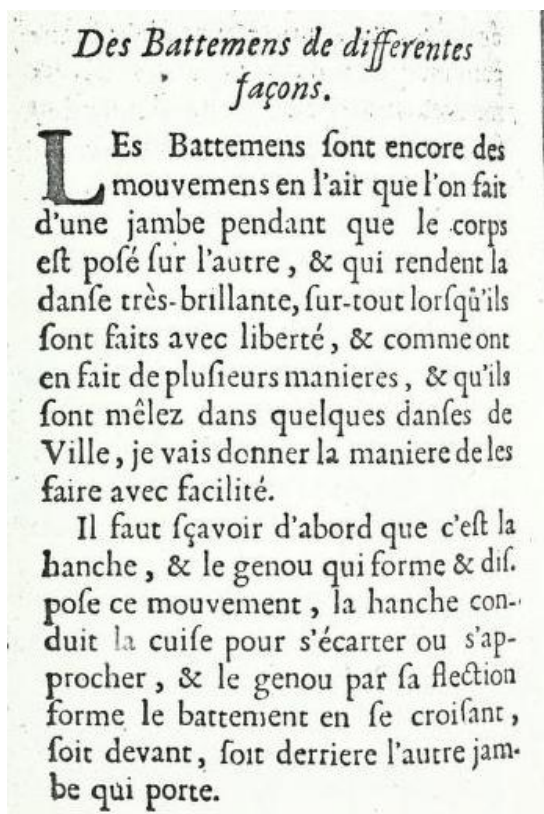 Des Battemens de differentes
façons.
LEs Battemens ſont encore des
mouvemens en l'air que l'on fait
d'une jambe pendant que le corps
eſt poſé ſur l'autre, & qui rendent la
danſe très-brillante, ſur-tout lorſqu'ils
ſont faits avec liberté, & comme ont
en fait de pluſieurs manieres, & qu'ils
ſont mêlez dans quelques danſes de
Ville, je vais donner la maniere de les
faire avec facilité.
Il faut ſçavoir d'abord que c'eſt la
hanche, & le genou qui forme & diſ-
poſe ce mouvement, la hanche con-
duit la cuiſe pour s'écarter ou s'ap-
procher, & le genou par ſa flection
forme le battement en ſe croiſant,
ſoit devant, ſoit derriere l'autre jam-
be qui porte.